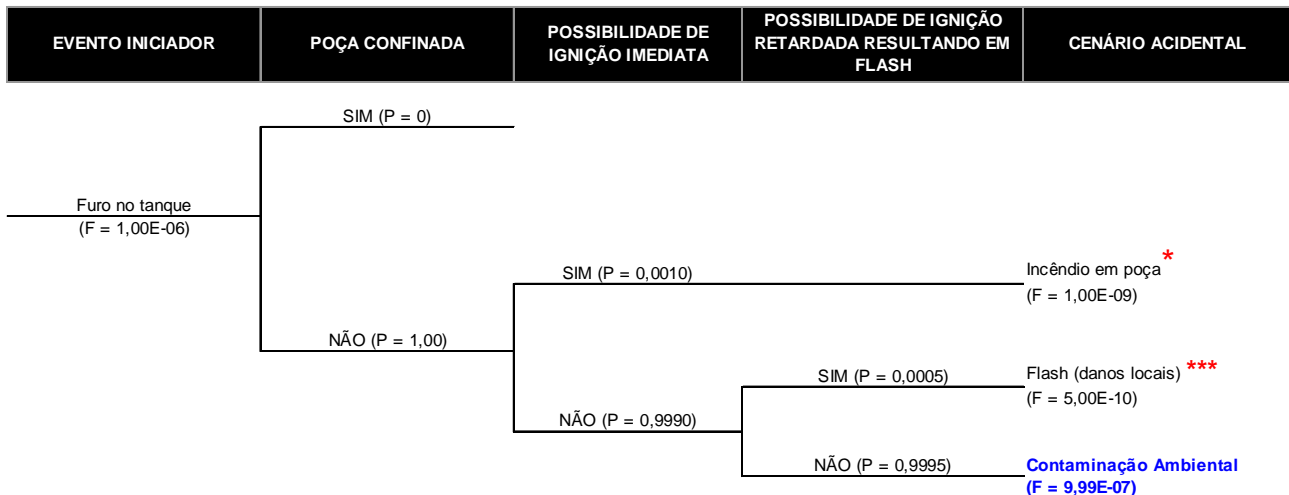 EVENTO INICIADOR
POÇA CONFINADA
POSSIBILIDADE DE
IGNIÇÃO IMEDIATA
POSSIBILIDADE DE IGNIÇÃO
RETARDADA RESULTANDO EM
FLASH
CENÁRIO ACIDENTAL
SIM (P = 0)
Furo no tanque
(F = 1,00E-06)
SIM (P = 0,0010)
Incêndio em poça *
(F = 1,00E-09)
NÃO (P = 1,00)
SIM (P = 0,0005)
Flash (danos locais) ***
(F = 5,00E-10)
NÃO (P = 0,9990)
NÃO (P = 0,9995)
Contaminação Ambiental
(F = 9,99E-07)